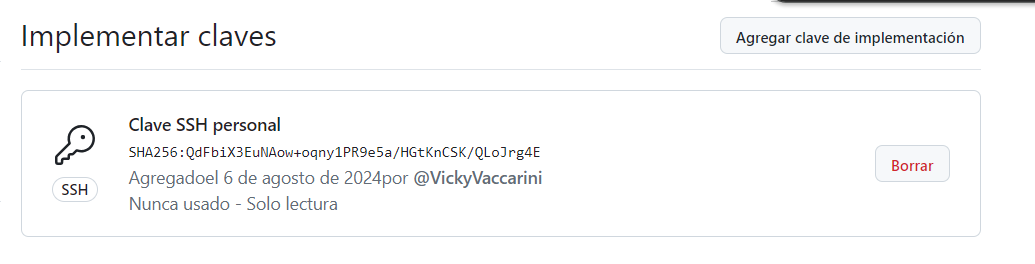 Implementar claves
Agregar clave de implementación
Clave SSH personal
SHA256:QdFbiX3EuNAow+oqny1PR9e5a/HGtKnCSK/QLoJrg4E
Agregadoel 6 de agosto de 2024por @VickyVaccarini
Nunca usado - Solo lectura
SSH
Borrar